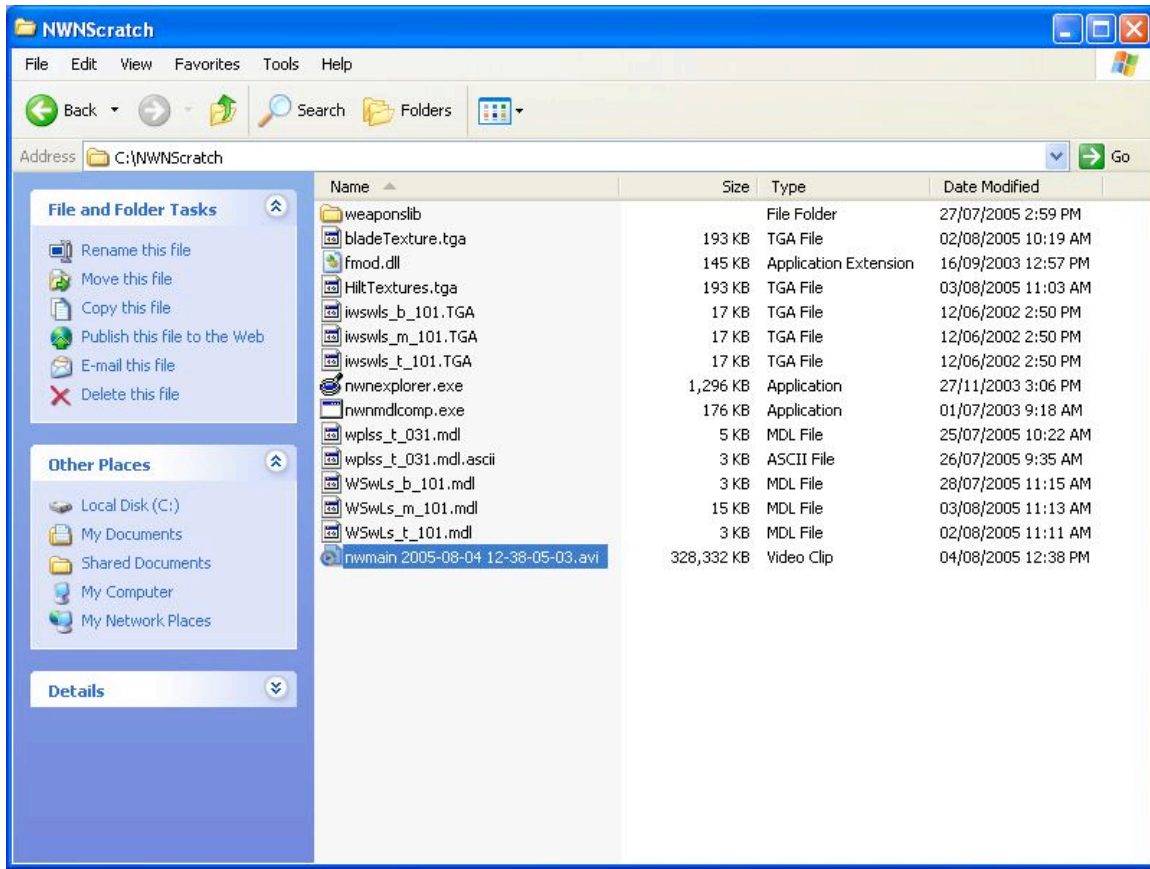 NWNScratch
File Edit View Favorites Tools Help
Back Search Folders
Address C:\NWNScratch Go
File and Folder Tasks
Rename this file
Move this file
Copy this file
Publish this file to the Web
E-mail this file
Delete this file
Other Places
Local Disk (C:)
My Documents
Shared Documents
My Computer
My Network Places
Details
Name Size Type Date Modified
weaponslib File Folder 27/07/2005 2:59 PM
bladeTexture.tga 193 KB TGA File 02/08/2005 10:19 AM
fmod.dll 145 KB Application Extension 16/09/2003 12:57 PM
HiltTextures.tga 193 KB TGA File 03/08/2005 11:03 AM
iwswls_b_101.TGA 17 KB TGA File 12/06/2002 2:50 PM
iwswls_m_101.TGA 17 KB TGA File 12/06/2002 2:50 PM
iwswls_t_101.TGA 17 KB TGA File 12/06/2002 2:50 PM
nwnexplorer.exe 1,296 KB Application 27/11/2003 3:06 PM
nwnmdlcomp.exe 176 KB Application 01/07/2003 9:18 AM
wplss_t_031.mdl 5 KB MDL File 25/07/2005 10:22 AM
wplss_t_031.mdl.ascii 3 KB ASCII File 26/07/2005 9:35 AM
WSwLs_b_101.mdl 3 KB MDL File 28/07/2005 11:15 AM
WSwLs_m_101.mdl 15 KB MDL File 03/08/2005 11:13 AM
WSwLs_t_101.mdl 3 KB MDL File 02/08/2005 11:11 AM
nwmain 2005-08-04 12-38-05-03.avi 328,332 KB Video Clip 04/08/2005 12:38 PM